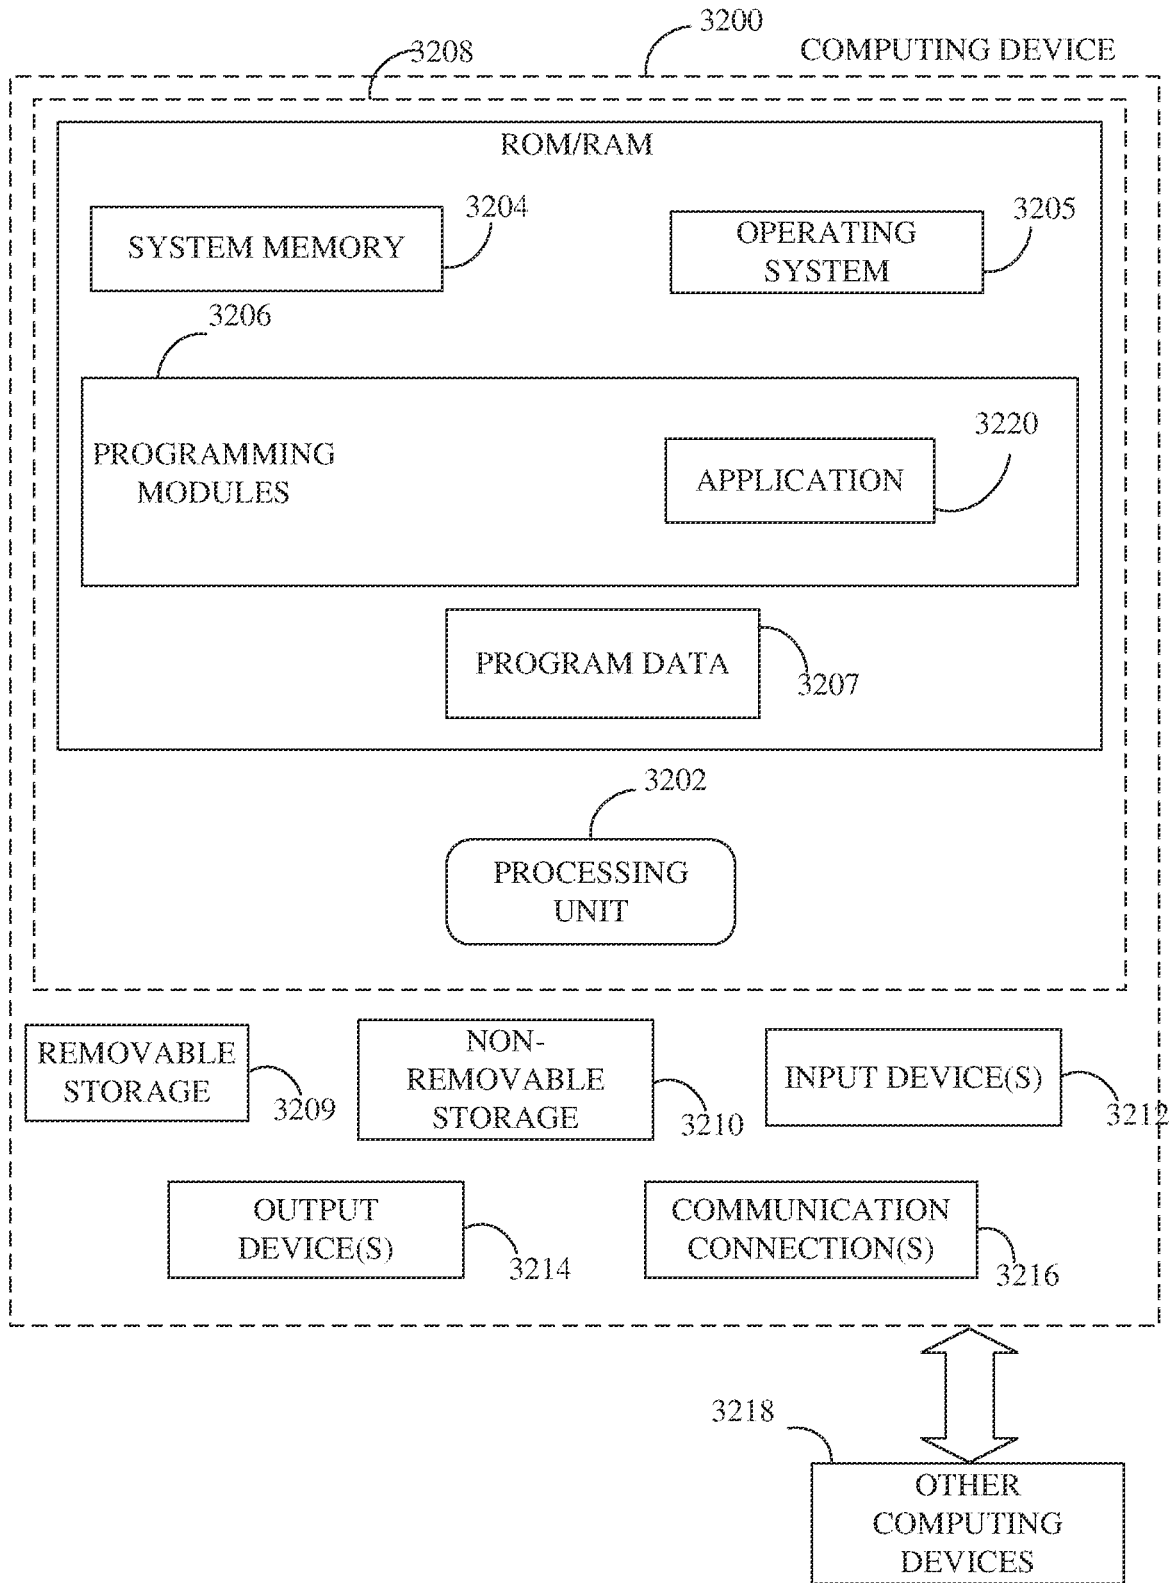 3200
3208
COMPUTING DEVICE
ROM/RAM
3204
SYSTEM MEMORY
3205
OPERATING
SYSTEM
3206
PROGRAMMING
MODULES
3220
APPLICATION
PROGRAM DATA
3207
3202
PROCESSING
UNIT
REMOVABLE
STORAGE
3209
NON-
REMOVABLE
STORAGE
3210
INPUT DEVICE(S)
3212
OUTPUT
DEVICE(S)
3214
COMMUNICATION
CONNECTION(S)
3216
3218
OTHER
COMPUTING
DEVICES